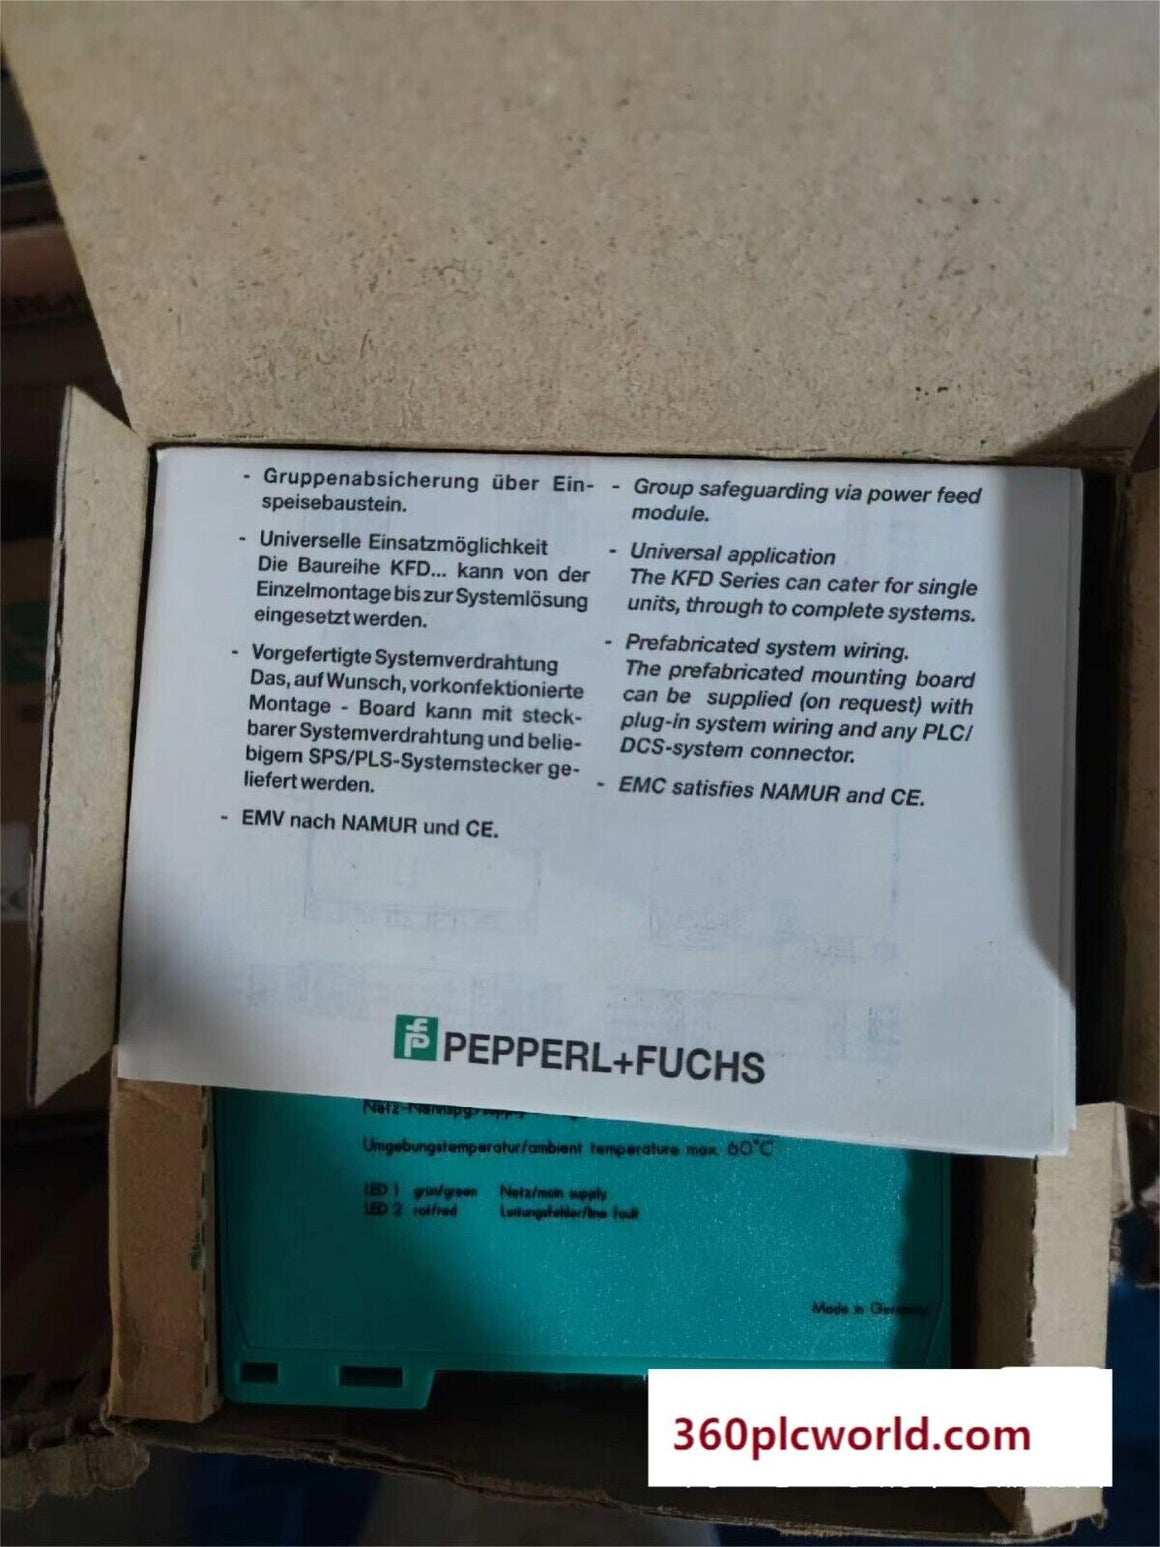 - Gruppenabsicherung über Ein-
speisebaustein.
- Universelle Einsatzmöglichkeit
Die Baureihe KFD... kann von der
Einzelmontage bis zur Systemlösung
eingesetzt werden.
- Vorgefertigte Systemverdrahtung
Das, auf Wunsch, vorkonfektionierte
Montage - Board kann mit steck-
barer Systemverdrahtung und belie-
bigem SPS/PLS-Systemstecker ge-
liefert werden.
- EMV nach NAMUR und CE.
- Group safeguarding via power feed
module.
- Universal application
The KFD Series can cater for single
units, through to complete systems.
- Prefabricated system wiring.
The prefabricated mounting board
can be supplied (on request) with
plug-in system wiring and any PLC/
DCS-system connector.
- EMC satisfies NAMUR and CE.
PEPPERL+FUCHS
Umgebungstemperatur/ambient temperature max. 60°C
LED 1 grün/green Netz/main supply
LED 2 rot/red Leitungsfehler/line fault
Made in
360plcworld.com